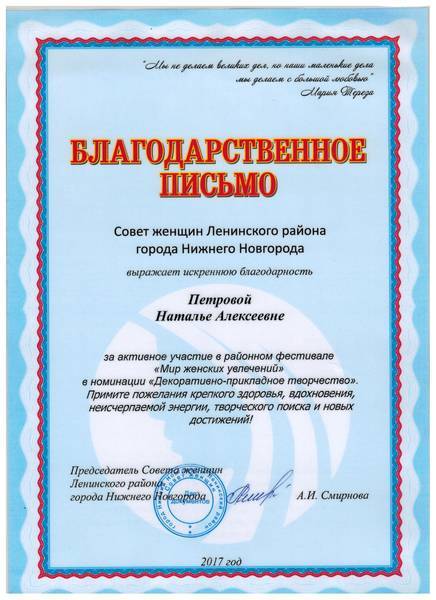 "Мы не делаем великих дел, но наши маленькие дела
мы делаем с большой любовью"
Мария Тереза
БЛАГОДАРСТВЕННОЕ
ПИСЬМО
Совет женщин Ленинского района
города Нижнего Новгорода
выражает искреннюю благодарность
Петровой
Наталье Алексеевне
за активное участие в районном фестивале
«Мир женских увлечений»
в номинации «Декоративно-прикладное творчество».
Примите пожелания крепкого здоровья, вдохновения,
неисчерпаемой энергии, творческого поиска и новых
достижений!
Председатель Совета женщин
Ленинского района
города Нижнего Новгорода
А.И. Смирнова
Для
документов
2017 год